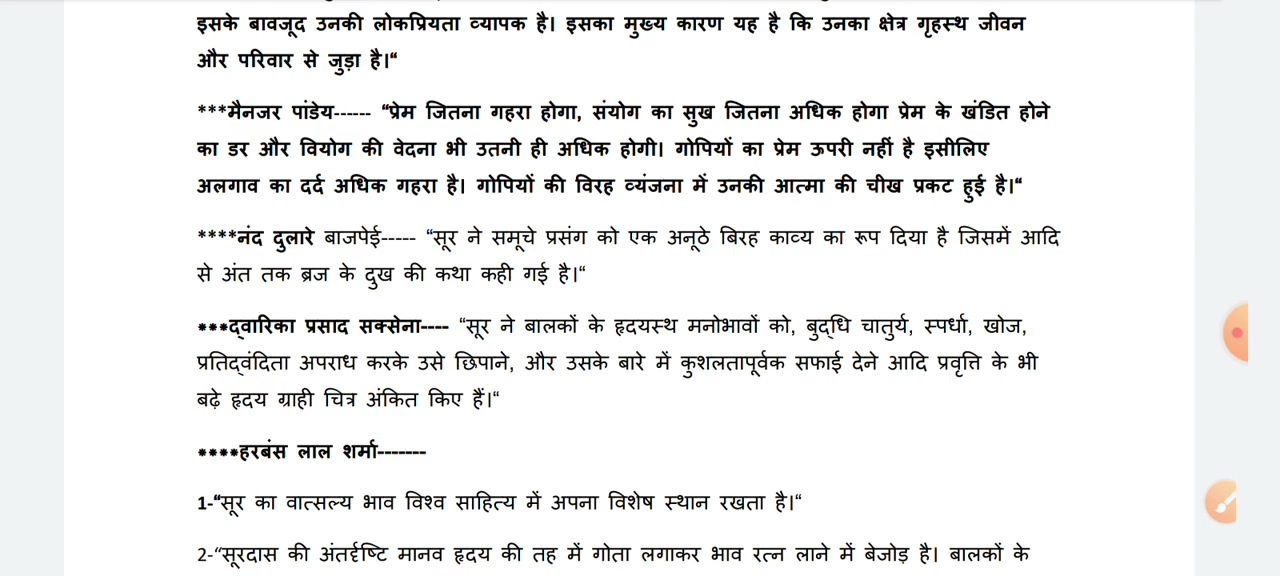 इसके बावजूद उनकी लोकप्रियता व्यापक है। इसका मुख्य कारण यह है कि उनका क्षेत्र गृहस्थ जीवन
और परिवार से जुड़ा है।“
***मैनजर पांडेय------ “प्रेम जितना गहरा होगा, संयोग का सुख जितना अधिक होगा प्रेम के खंडित होने
का डर और वियोग की वेदना भी उतनी ही अधिक होगी। गोपियों का प्रेम ऊपरी नहीं है इसीलिए
अलगाव का दर्द अधिक गहरा है। गोपियों की विरह व्यंजना में उनकी आत्मा की चीख प्रकट हुई है।“
****नंद दुलारे बाजपेई----- “सूर ने समूचे प्रसंग को एक अनूठे बिरह काव्य का रूप दिया है जिसमें आदि
से अंत तक ब्रज के दुख की कथा कही गई है।“
***द्वारिका प्रसाद सक्सेना---- “सूर ने बालकों के हृदयस्थ मनोभावों को, बुद्धि चातुर्य, स्पर्धा, खोज,
प्रतिद्वंदिता अपराध करके उसे छिपाने, और उसके बारे में कुशलतापूर्वक सफाई देने आदि प्रवृत्ति के भी
बढ़े हृदय ग्राही चित्र अंकित किए हैं।“
****हरबंस लाल शर्मा-------
1-“सूर का वात्सल्य भाव विश्व साहित्य में अपना विशेष स्थान रखता है।“
2-“सूरदास की अंतर्दृष्टि मानव हृदय की तह में गोता लगाकर भाव रत्न लाने में बेजोड़ है। बालकों के